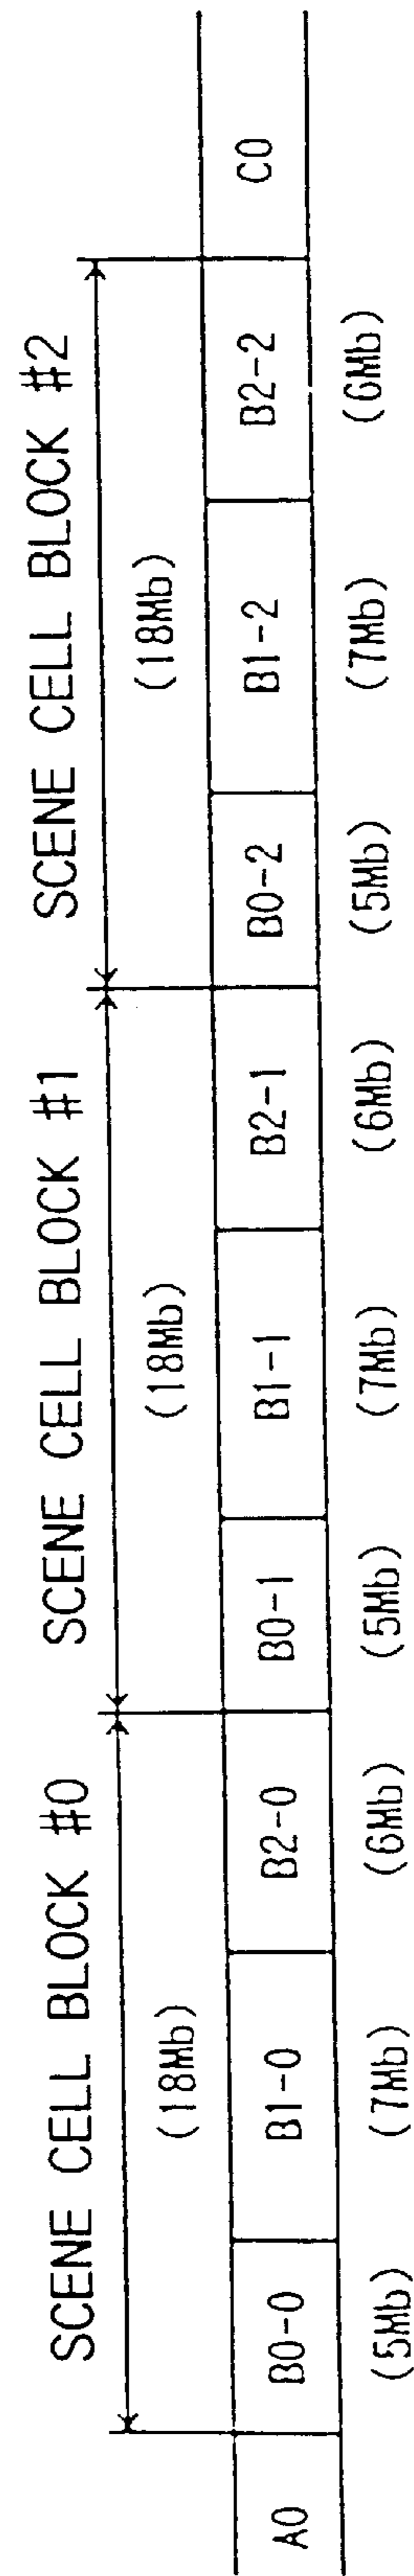 SCENE CELL BLOCK #0 SCENE CELL BLOCK #1 SCENE CELL BLOCK #2
(18Mb) (18Mb) (18Mb)
A0 B0-0 B1-0 B2-0 B0-1 B1-1 B2-1 B0-2 B1-2 B2-2 C0
(5Mb) (7Mb) (6Mb) (5Mb) (7Mb) (6Mb) (5Mb) (7Mb) (6Mb)